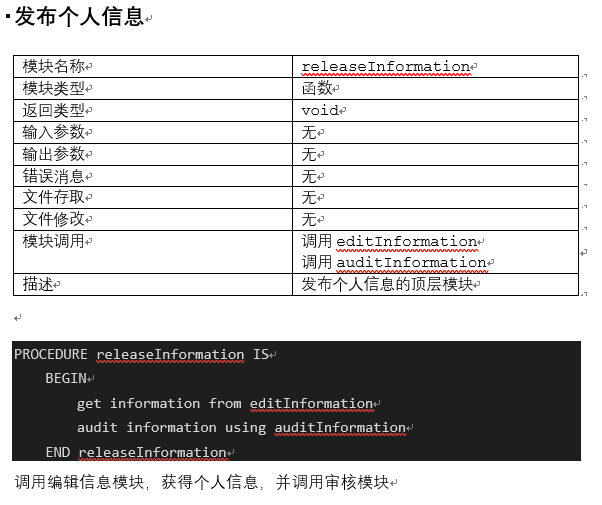 ▪发布个人信息
模块名称 releaseInformation
模块类型 函数
返回类型 void
输入参数 无
输出参数 无
错误消息 无
文件存取 无
文件修改 无
模块调用 调用 editInformation
调用 auditInformation
描述 发布个人信息的顶层模块
PROCEDURE releaseInformation IS
BEGIN
get information from editInformation
audit information using auditInformation
END releaseInformation
调用编辑信息模块，获得个人信息，并调用审核模块